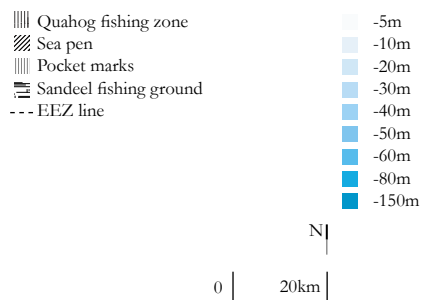 Quahog fishing zone
Sea pen
Pocket marks
Sandeel fishing ground
EEZ line
-5m
-10m
-20m
-30m
-40m
-50m
-60m
-80m
-150m
N
0 20km